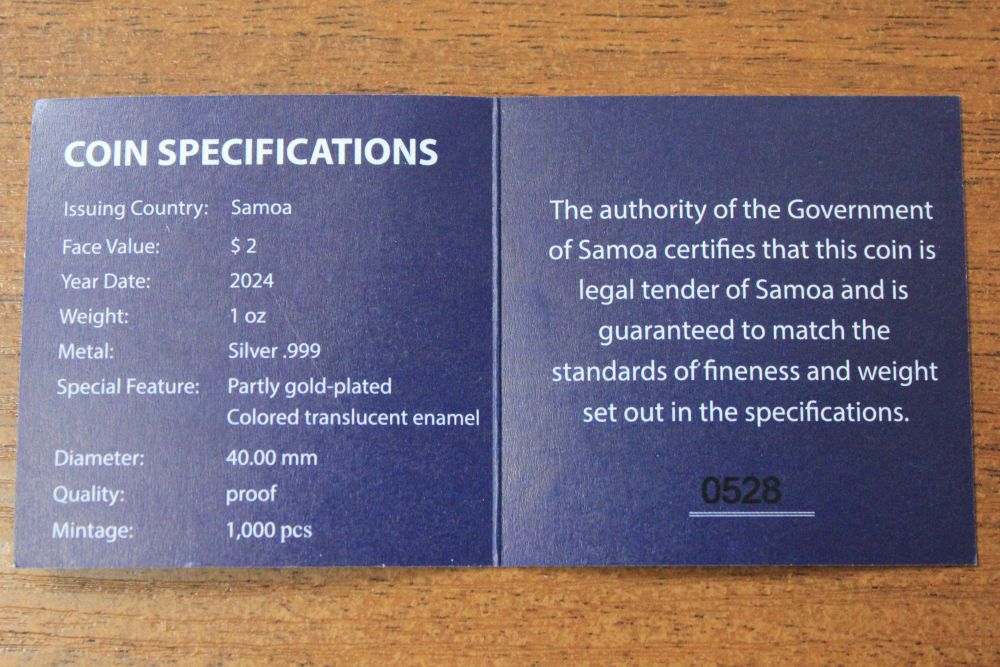 COIN SPECIFICATIONS
Issuing Country: Samoa
Face Value: $ 2
Year Date: 2024
Weight: 1 oz
Metal: Silver .999
Special Feature: Partly gold-plated
Colored translucent enamel
Diameter: 40.00 mm
Quality: proof
Mintage: 1,000 pcs
The authority of the Government
of Samoa certifies that this coin is
legal tender of Samoa and is
guaranteed to match the
standards of fineness and weight
set out in the specifications.
0528